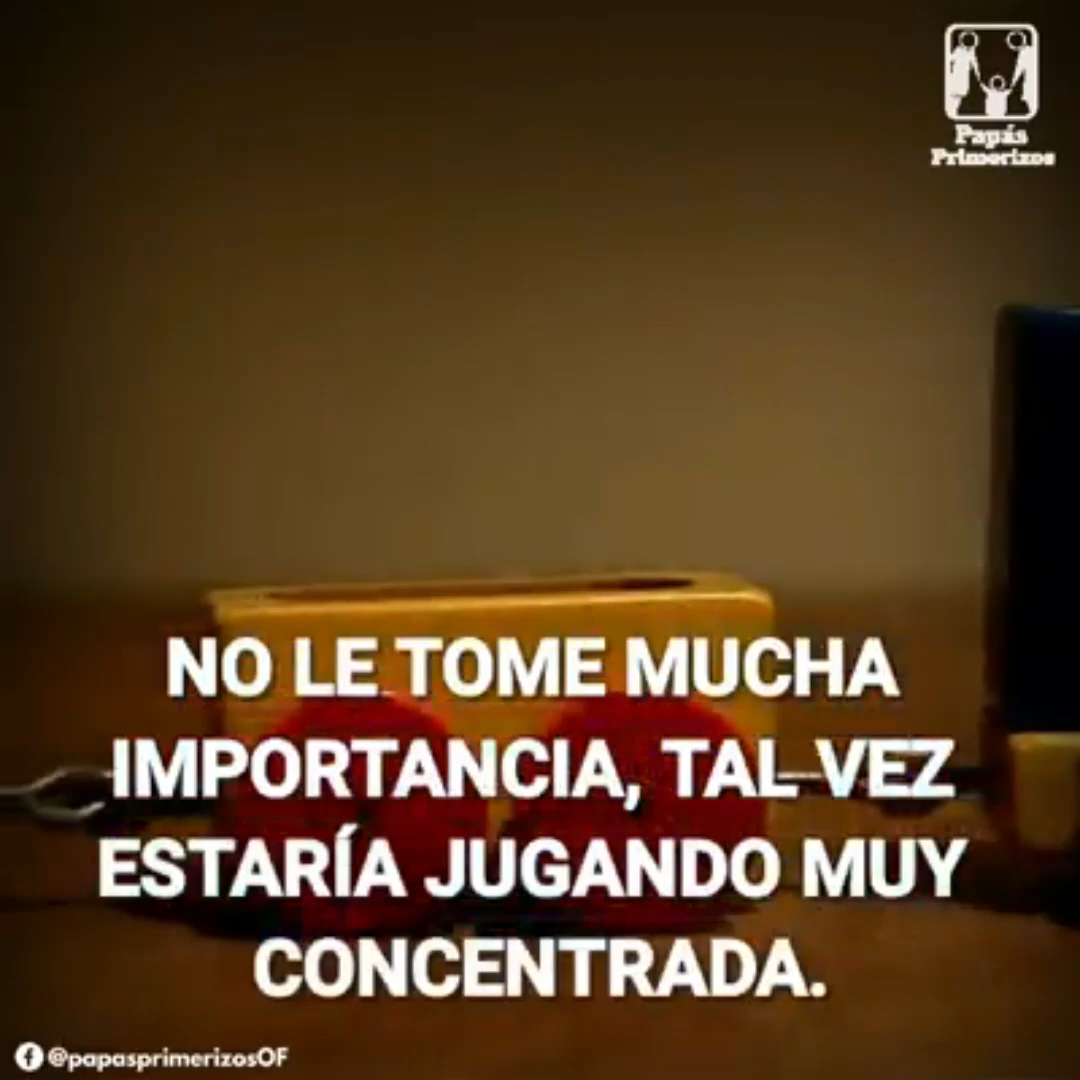 Papás
Primerizos
NO LE TOME MUCHA
IMPORTANCIA, TAL VEZ
ESTARÍA JUGANDO MUY
CONCENTRADA.
@papasprimerizosOF